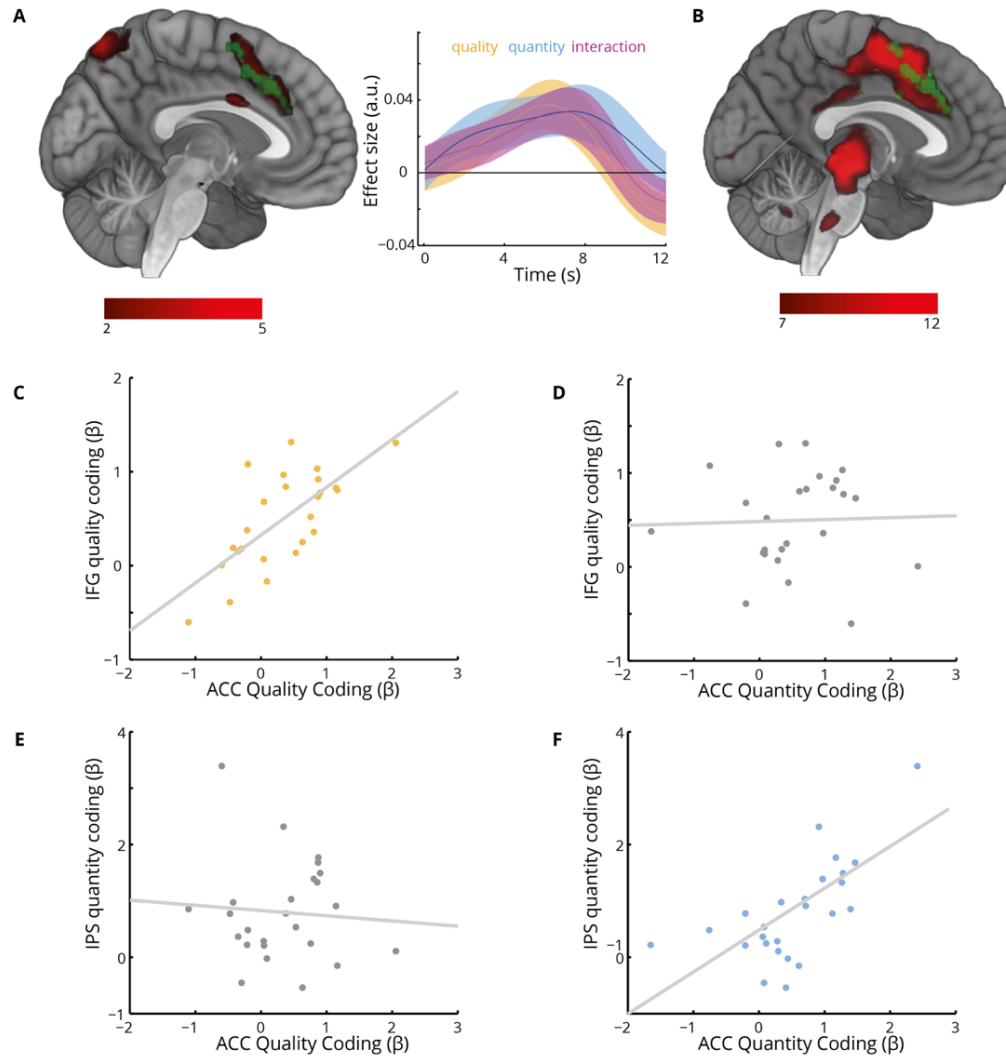 A
B
quality quantity interaction
Effect size (a.u.)
0.04
0
−0.04
0 4 8 12
Time (s)
2 5
7 12
C
IFG quality coding (β)
2
1
0
−1
−2 −1 0 1 2 3
ACC Quality Coding (β)
D
IFG quality coding (β)
2
1
0
−1
−2 −1 0 1 2 3
ACC Quantity Coding (β)
E
IPS quantity coding (β)
4
2
0
−1
−2 −1 0 1 2 3
ACC Quality Coding (β)
F
IPS quantity coding (β)
4
2
−1
0
−1
−2 −1 0 1 2 3
ACC Quantity Coding (β)